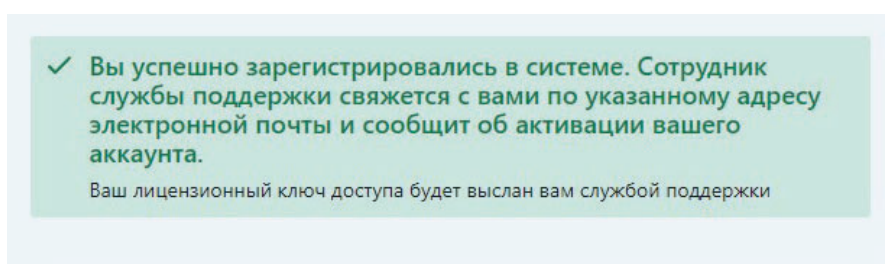 Вы успешно зарегистрировались в системе. Сотрудник
службы поддержки свяжется с вами по указанному адресу
электронной почты и сообщит об активации вашего
аккаунта.
Ваш лицензионный ключ доступа будет выслан вам службой поддержки